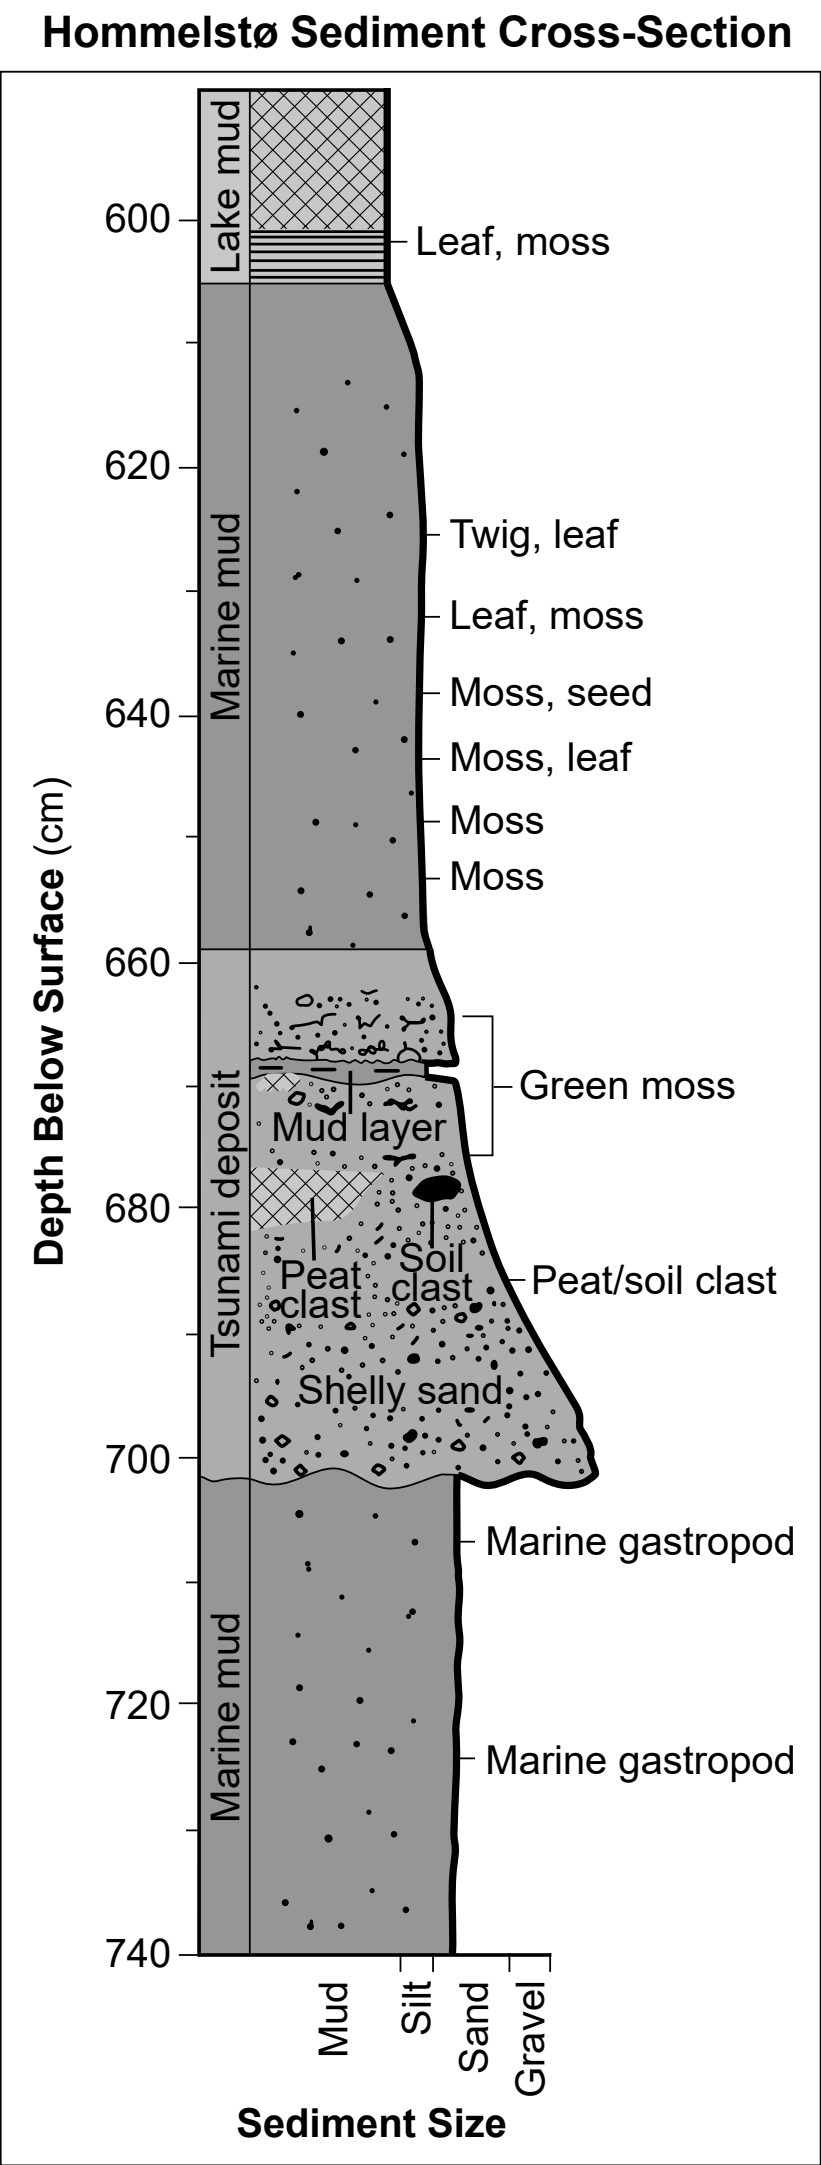 Hommelstø Sediment Cross-Section
Depth Below Surface (cm)
600
620
640
660
680
700
720
740
Lake mud
Marine mud
Tsunami deposit
Marine mud
Leaf, moss
Twig, leaf
Leaf, moss
Moss, seed
Moss, leaf
Moss
Moss
Green moss
Mud layer
Peat
clast
Soil
clast
Peat/soil clast
Shelly sand
Marine gastropod
Marine gastropod
Mud
Silt
Sand
Gravel
Sediment Size